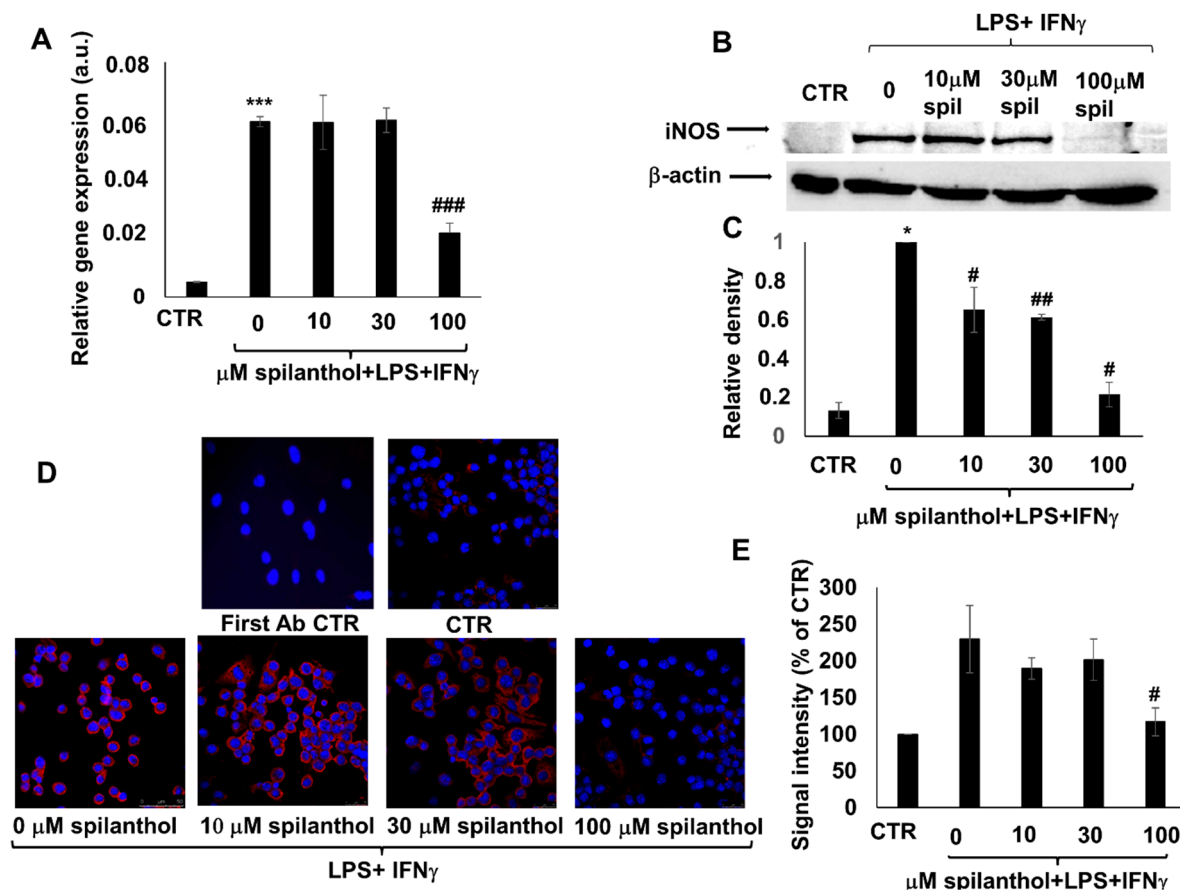 A
Relative gene expression (a.u.)
0.08
0.06
0.04
0.02
0
***
###
CTR
0
10
30
100
μM spilanthol+LPS+IFNγ
B
LPS+ IFNγ
CTR
0
10μM
spil
30μM
spil
100μM
spil
iNOS
β-actin
C
Relative density
1
0.8
0.6
0.4
0.2
0
*
#
##
#
CTR
0
10
30
100
μM spilanthol+LPS+IFNγ
D
First Ab CTR
CTR
0 μM spilanthol
10 μM spilanthol
30 μM spilanthol
100 μM spilanthol
LPS+ IFNγ
E
Signal intensity (% of CTR)
300
250
200
150
100
50
0
#
CTR
0
10
30
100
μM spilanthol+LPS+IFNγ